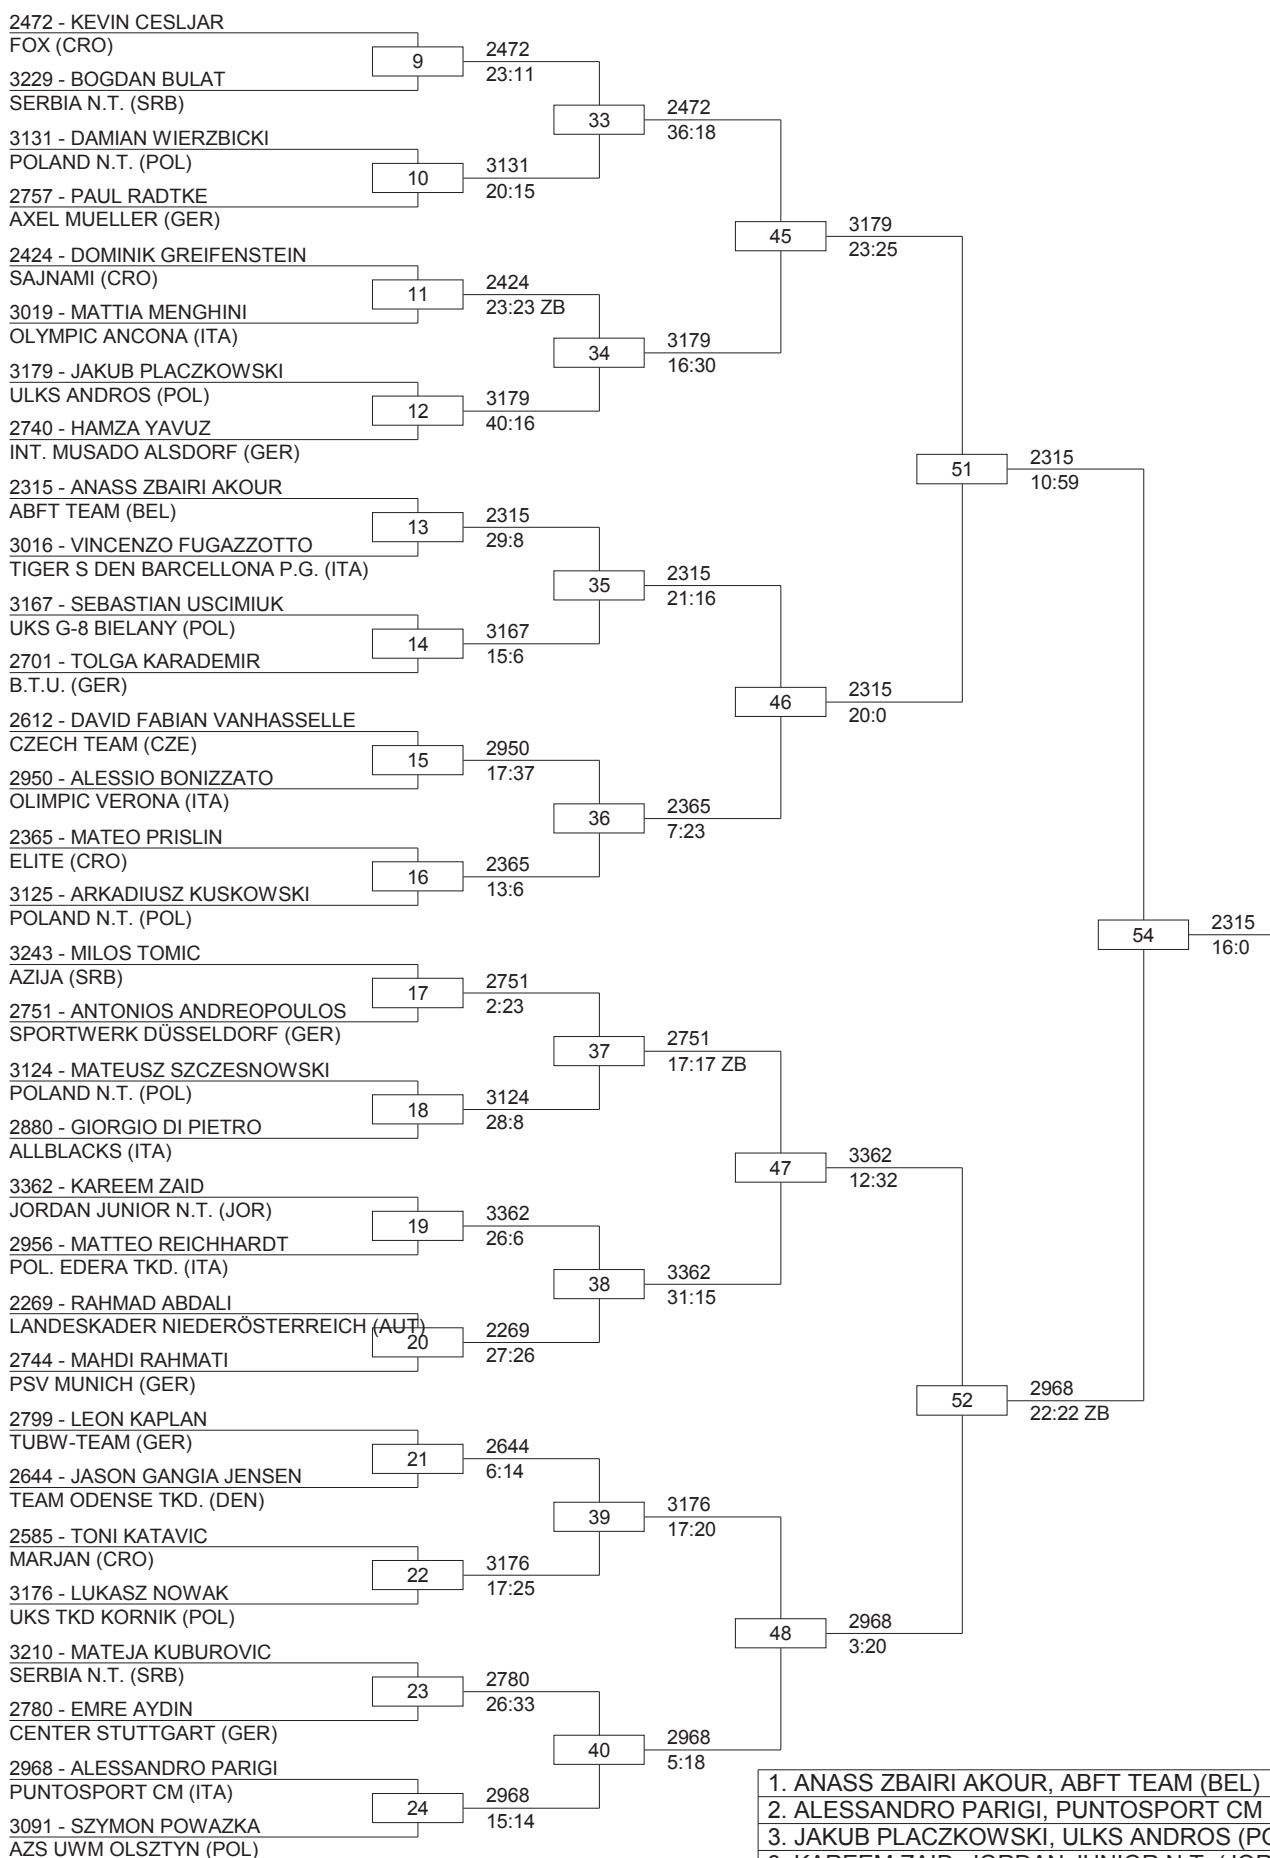 2472 - KEVIN CESLJAR
FOX (CRO)
3229 - BOGDAN BULAT
SERBIA N.T. (SRB)
3131 - DAMIAN WIERZBICKI
POLAND N.T. (POL)
2757 - PAUL RADTKE
AXEL MUELLER (GER)
2424 - DOMINIK GREIFENSTEIN
SAJNAMI (CRO)
3019 - MATTIA MENGHINI
OLYMPIC ANCONA (ITA)
3179 - JAKUB PLACZKOWSKI
ULKS ANDROS (POL)
2740 - HAMZA YAVUZ
INT. MUSADO ALSDORF (GER)
2315 - ANASS ZBAIRI AKOUR
ABFT TEAM (BEL)
3016 - VINCENZO FUGAZZOTTO
TIGER S DEN BARCELLONA P.G. (ITA)
3167 - SEBASTIAN USCIMIUK
UKS G-8 BIELANY (POL)
2701 - TOLGA KARADEMIR
B.T.U. (GER)
2612 - DAVID FABIAN VANHASSELLE
CZECH TEAM (CZE)
2950 - ALESSIO BONIZZATO
OLIMPIC VERONA (ITA)
2365 - MATEO PRISLIN
ELITE (CRO)
3125 - ARKADIUSZ KUSKOWSKI
POLAND N.T. (POL)
3243 - MILOS TOMIC
AZIJA (SRB)
2751 - ANTONIOS ANDREOPOULOS
SPORTWERK DÜSSELDORF (GER)
3124 - MATEUSZ SZCZESNOWSKI
POLAND N.T. (POL)
2880 - GIORGIO DI PIETRO
ALLBLACKS (ITA)
3362 - KAREEM ZAID
JORDAN JUNIOR N.T. (JOR)
2956 - MATTEO REICHHARDT
POL. EDERA TKD. (ITA)
2269 - RAHMAD ABDALI
LANDESKADER NIEDERÖSTERREICH (AUT)
2744 - MAHDI RAHMATI
PSV MUNICH (GER)
2799 - LEON KAPLAN
TUBW-TEAM (GER)
2644 - JASON GANGIA JENSEN
TEAM ODENSE TKD. (DEN)
2585 - TONI KATAVIC
MARJAN (CRO)
3176 - LUKASZ NOWAK
UKS TKD KORNIK (POL)
3210 - MATEJA KUBUROVIC
SERBIA N.T. (SRB)
2780 - EMRE AYDIN
CENTER STUTTGART (GER)
2968 - ALESSANDRO PARIGI
PUNTOSPORT CM (ITA)
3091 - SZYMON POWAZKA
AZS UWM OLSZTYN (POL)
9
2472
23:11
10
3131
20:15
11
2424
23:23 ZB
12
3179
40:16
13
2315
29:8
14
3167
15:6
15
2950
17:37
16
2365
13:6
17
2751
2:23
18
3124
28:8
19
3362
26:6
20
2269
27:26
21
2644
6:14
22
3176
17:25
23
2780
26:33
24
2968
15:14
33
2472
36:18
34
3179
16:30
35
2315
21:16
36
2365
7:23
37
2751
17:17 ZB
38
3362
31:15
39
3176
17:20
40
2968
5:18
45
3179
23:25
46
2315
20:0
47
3362
12:32
48
2968
3:20
51
2315
10:59
52
2968
22:22 ZB
54
2315
16:0
1. ANASS ZBAIRI AKOUR, ABFT TEAM (BEL)
2. ALESSANDRO PARIGI, PUNTOSPORT CM
3. JAKUB PLACZKOWSKI, ULKS ANDROS (PO
3. KAREEM ZAID, JORDAN JUNIOR N.T. (JOR